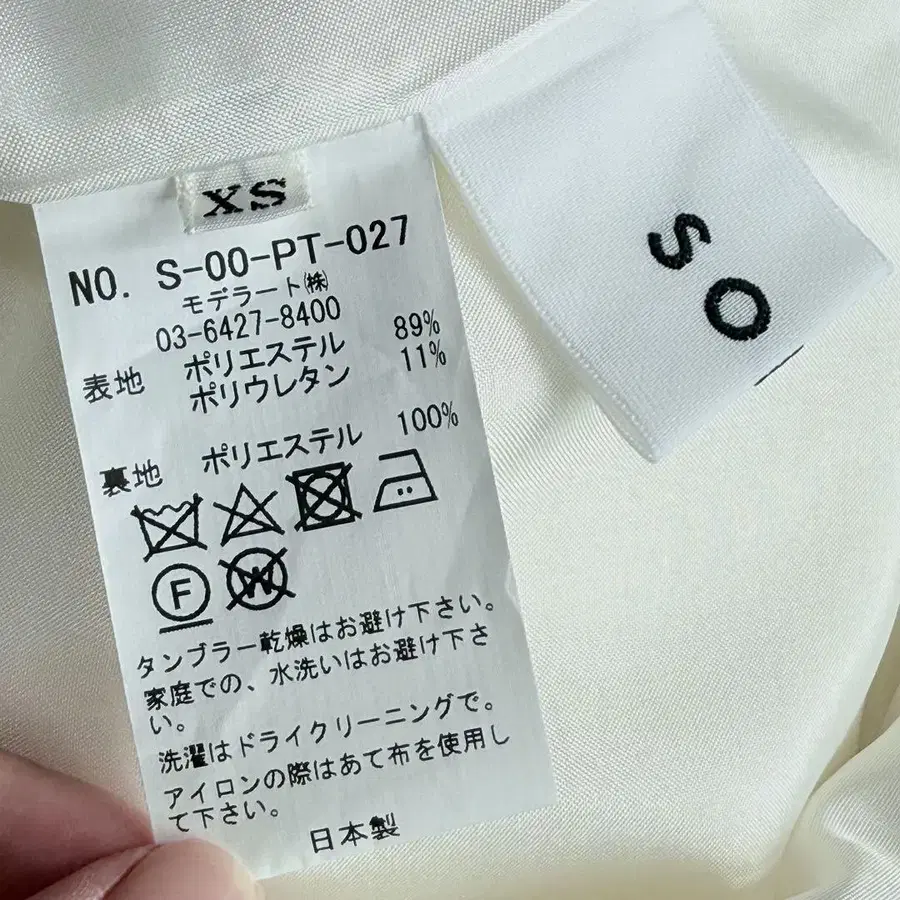 XS
NO. S-00-PT-027
モデラート㈱
03-6427-8400
表地 ポリエステル 89%
ポリウレタン 11%
裏地 ポリエステル 100%
F
W
タンブラー乾燥はお避け下さい。
家庭での、水洗いはお避け下さ
い。
洗濯はドライクリーニングで。
アイロンの際はあて布を使用し
て下さい。
日本製
S O